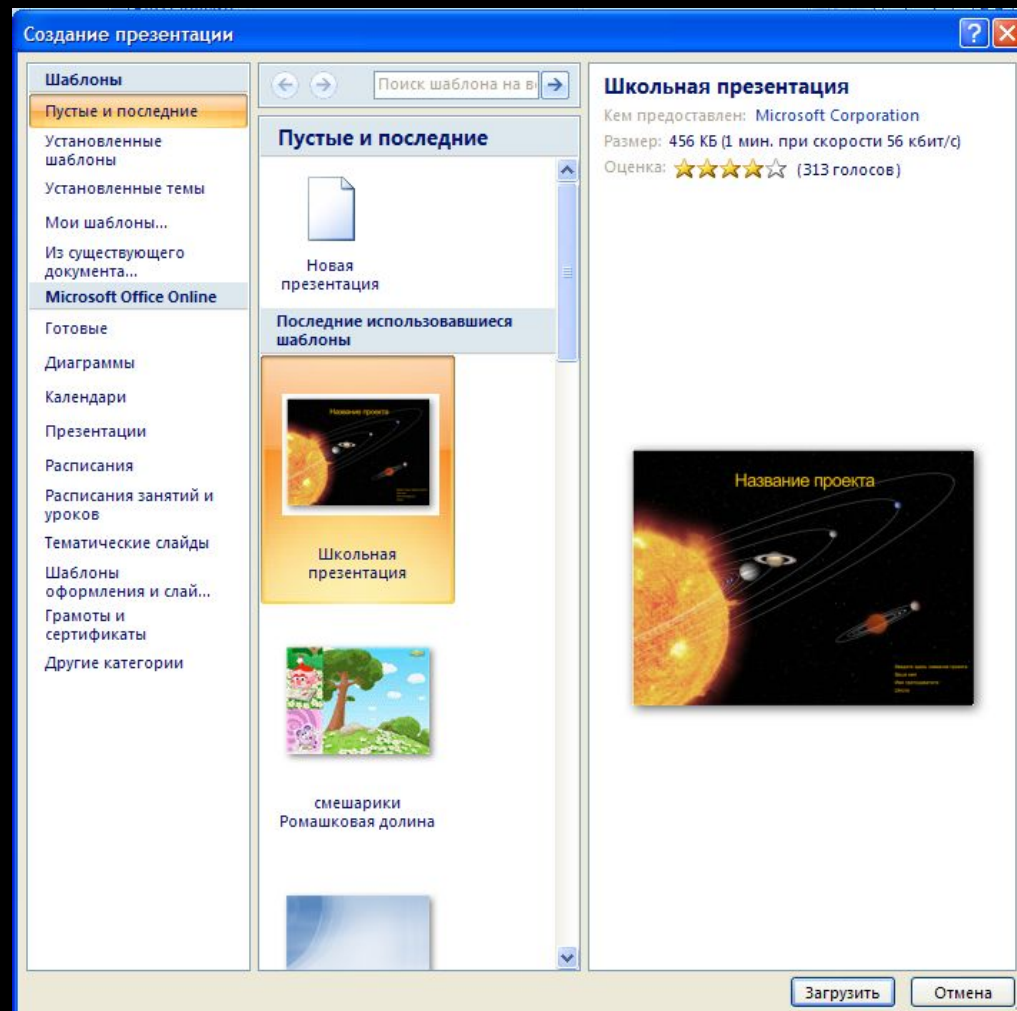 Создание презентации
Шаблоны
Пустые и последние
Установленные
шаблоны
Установленные темы
Мои шаблоны...
Из существующего
документа...
Microsoft Office Online
Готовые
Диаграммы
Календари
Презентации
Расписания
Расписания занятий и
уроков
Тематические слайды
Шаблоны
оформления и слай...
Грамоты и
сертификаты
Другие категории
Поиск шаблона на в
Пустые и последние
Новая
презентация
Последние использовавшиеся
шаблоны
Название проекта
Школьная
презентация
смешарики
Ромашковая долина
Школьная презентация
Кем предоставлен: Microsoft Corporation
Размер: 456 КБ (1 мин. при скорости 56 кбит/с)
Оценка: (313 голосов)
Название проекта
Загрузить
Отмена